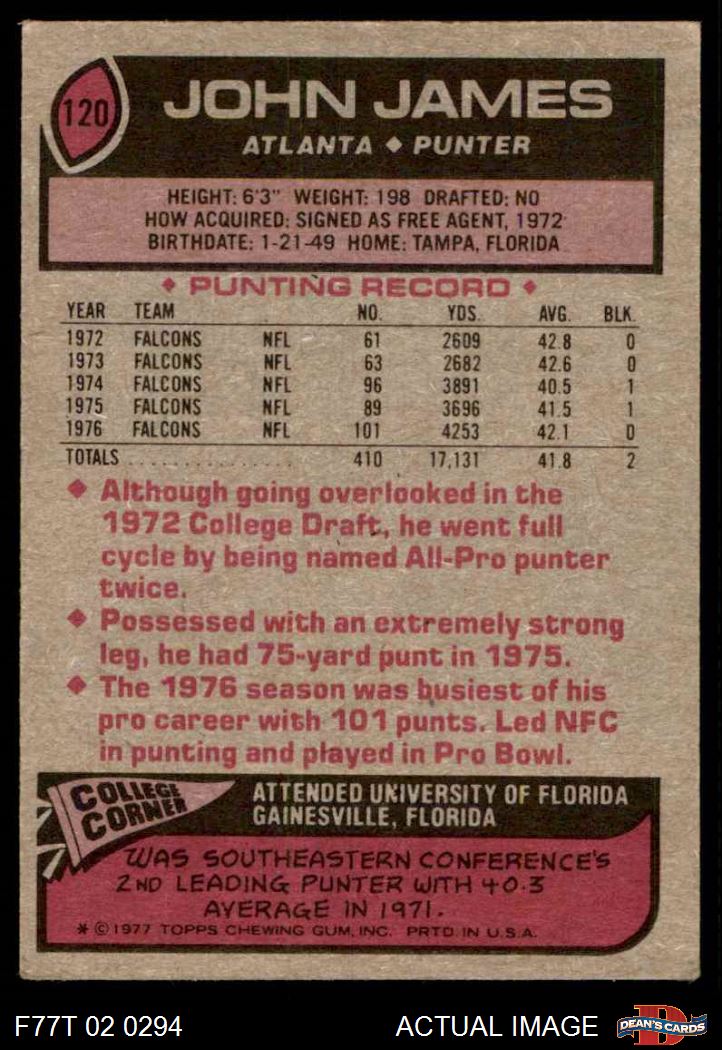 120
JOHN JAMES
ATLANTA ◆ PUNTER
HEIGHT: 6'3" WEIGHT: 198 DRAFTED: NO
HOW ACQUIRED: SIGNED AS FREE AGENT, 1972
BIRTHDATE: 1-21-49 HOME: TAMPA, FLORIDA
◆ PUNTING RECORD ◆
YEAR TEAM NO. YDS. AVG. BLK.
1972 FALCONS NFL 61 2609 42.8 0
1973 FALCONS NFL 63 2682 42.6 0
1974 FALCONS NFL 96 3891 40.5 1
1975 FALCONS NFL 89 3696 41.5 1
1976 FALCONS NFL 101 4253 42.1 0
TOTALS .................. 410 17,131 41.8 2
◆ Although going overlooked in the
1972 College Draft, he went full
cycle by being named All-Pro punter
twice.
◆ Possessed with an extremely strong
leg, he had 75-yard punt in 1975.
◆ The 1976 season was busiest of his
pro career with 101 punts. Led NFC
in punting and played in Pro Bowl.
COLLEGE
CORNER
ATTENDED UNIVERSITY OF FLORIDA
GAINESVILLE, FLORIDA
WAS SOUTHEASTERN CONFERENCE'S
2ND LEADING PUNTER WITH 40.3
AVERAGE IN 1971.
* © 1977 TOPPS CHEWING GUM, INC. PRTD. IN U.S.A.
F77T 02 0294
ACTUAL IMAGE
D
DEAN'S CARDS